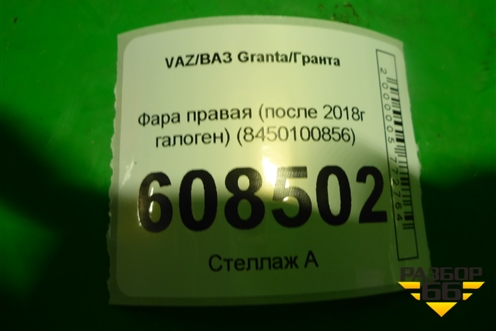 VAZ/ВАЗ Granta/Гранта
Фара правая (после 2018г
галоген) (8450100856)
608502
Стеллаж А
РАЗБОР
66